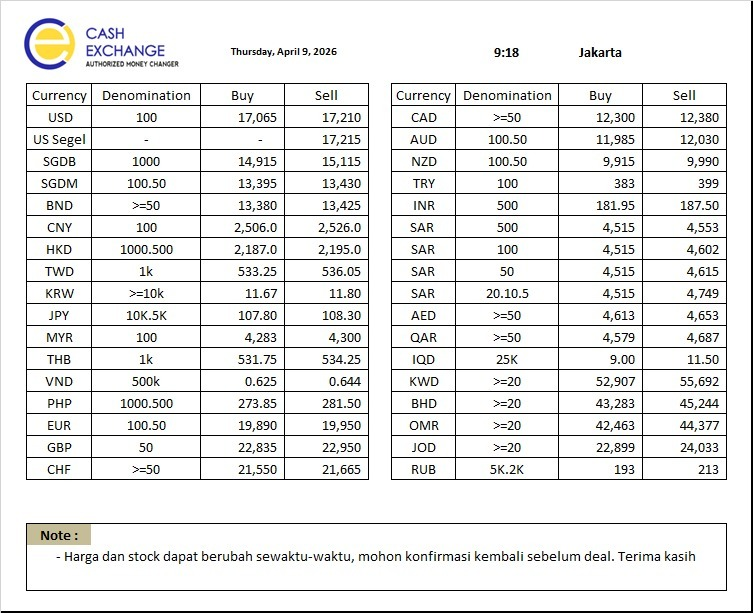 CASH
EXCHANGE
AUTHORIZED MONEY CHANGER
Thursday, April 9, 2026 9:18 Jakarta
Currency Denomination Buy Sell
USD 100 17,065 17,210
US Segel - - 17,215
SGDB 1000 14,915 15,115
SGDM 100.50 13,395 13,430
BND >=50 13,380 13,425
CNY 100 2,506.0 2,526.0
HKD 1000.500 2,187.0 2,195.0
TWD 1k 533.25 536.05
KRW >=10k 11.67 11.80
JPY 10K.5K 107.80 108.30
MYR 100 4,283 4,300
THB 1k 531.75 534.25
VND 500k 0.625 0.644
PHP 1000.500 273.85 281.50
EUR 100.50 19,890 19,950
GBP 50 22,835 22,950
CHF >=50 21,550 21,665
Currency Denomination Buy Sell
CAD >=50 12,300 12,380
AUD 100.50 11,985 12,030
NZD 100.50 9,915 9,990
TRY 100 383 399
INR 500 181.95 187.50
SAR 500 4,515 4,553
SAR 100 4,515 4,602
SAR 50 4,515 4,615
SAR 20.10.5 4,515 4,749
AED >=50 4,613 4,653
QAR >=50 4,579 4,687
IQD 25K 9.00 11.50
KWD >=20 52,907 55,692
BHD >=20 43,283 45,244
OMR >=20 42,463 44,377
JOD >=20 22,899 24,033
RUB 5K.2K 193 213
Note :
- Harga dan stock dapat berubah sewaktu-waktu, mohon konfirmasi kembali sebelum deal. Terima kasih